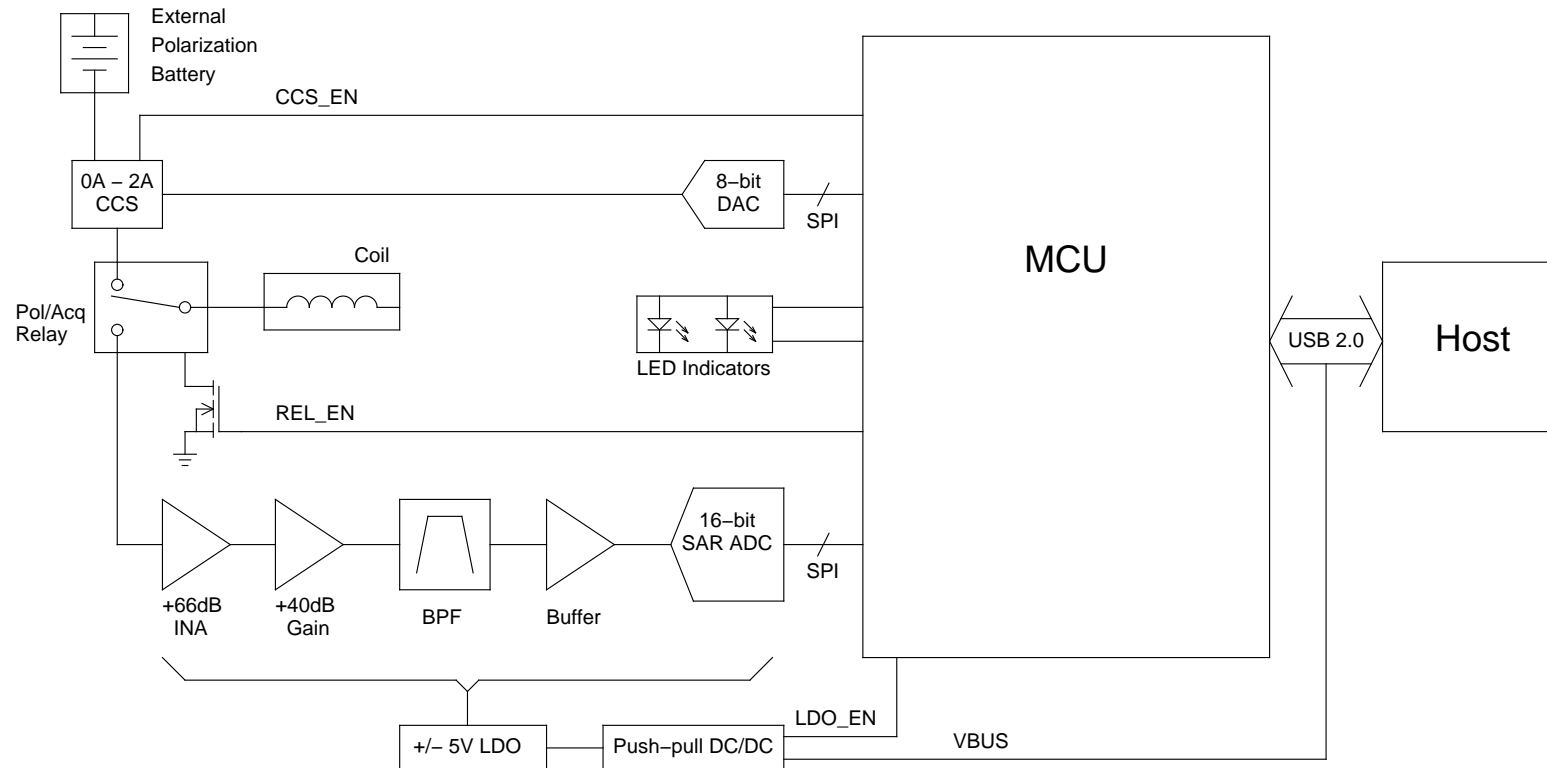 External
Polarization
Battery
CCS_EN
0A – 2A
CCS
8–bit
DAC
SPI
MCU
Coil
Pol/Acq
Relay
LED Indicators
USB 2.0
Host
REL_EN
16–bit
SAR ADC
SPI
+66dB
INA
+40dB
Gain
BPF
Buffer
LDO_EN
VBUS
+/– 5V LDO
Push–pull DC/DC